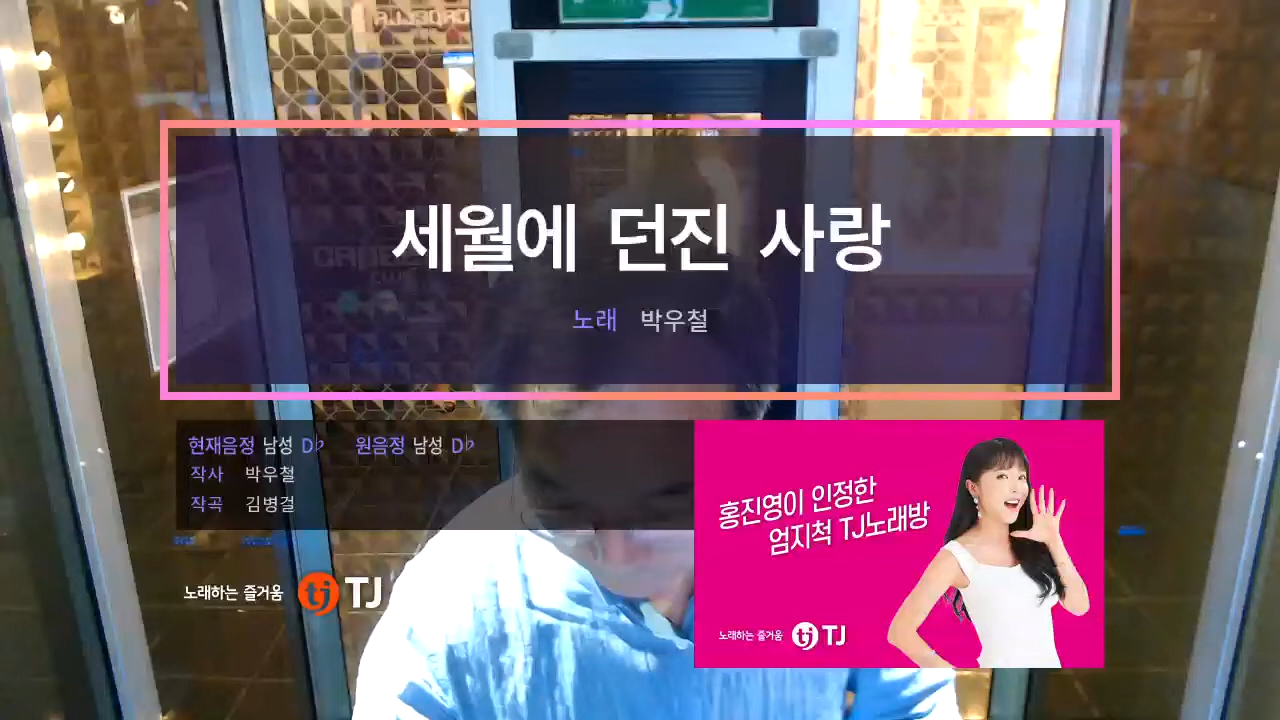 세월에 던진 사랑
노래 박우철
현재음정 남성 D♭ 원음정 남성 D♭
작사 박우철
작곡 김병걸
홍진영이 인정한
엄지척 TJ노래방
노래하는 즐거움 tj TJ
노래하는 즐거움 tj TJ